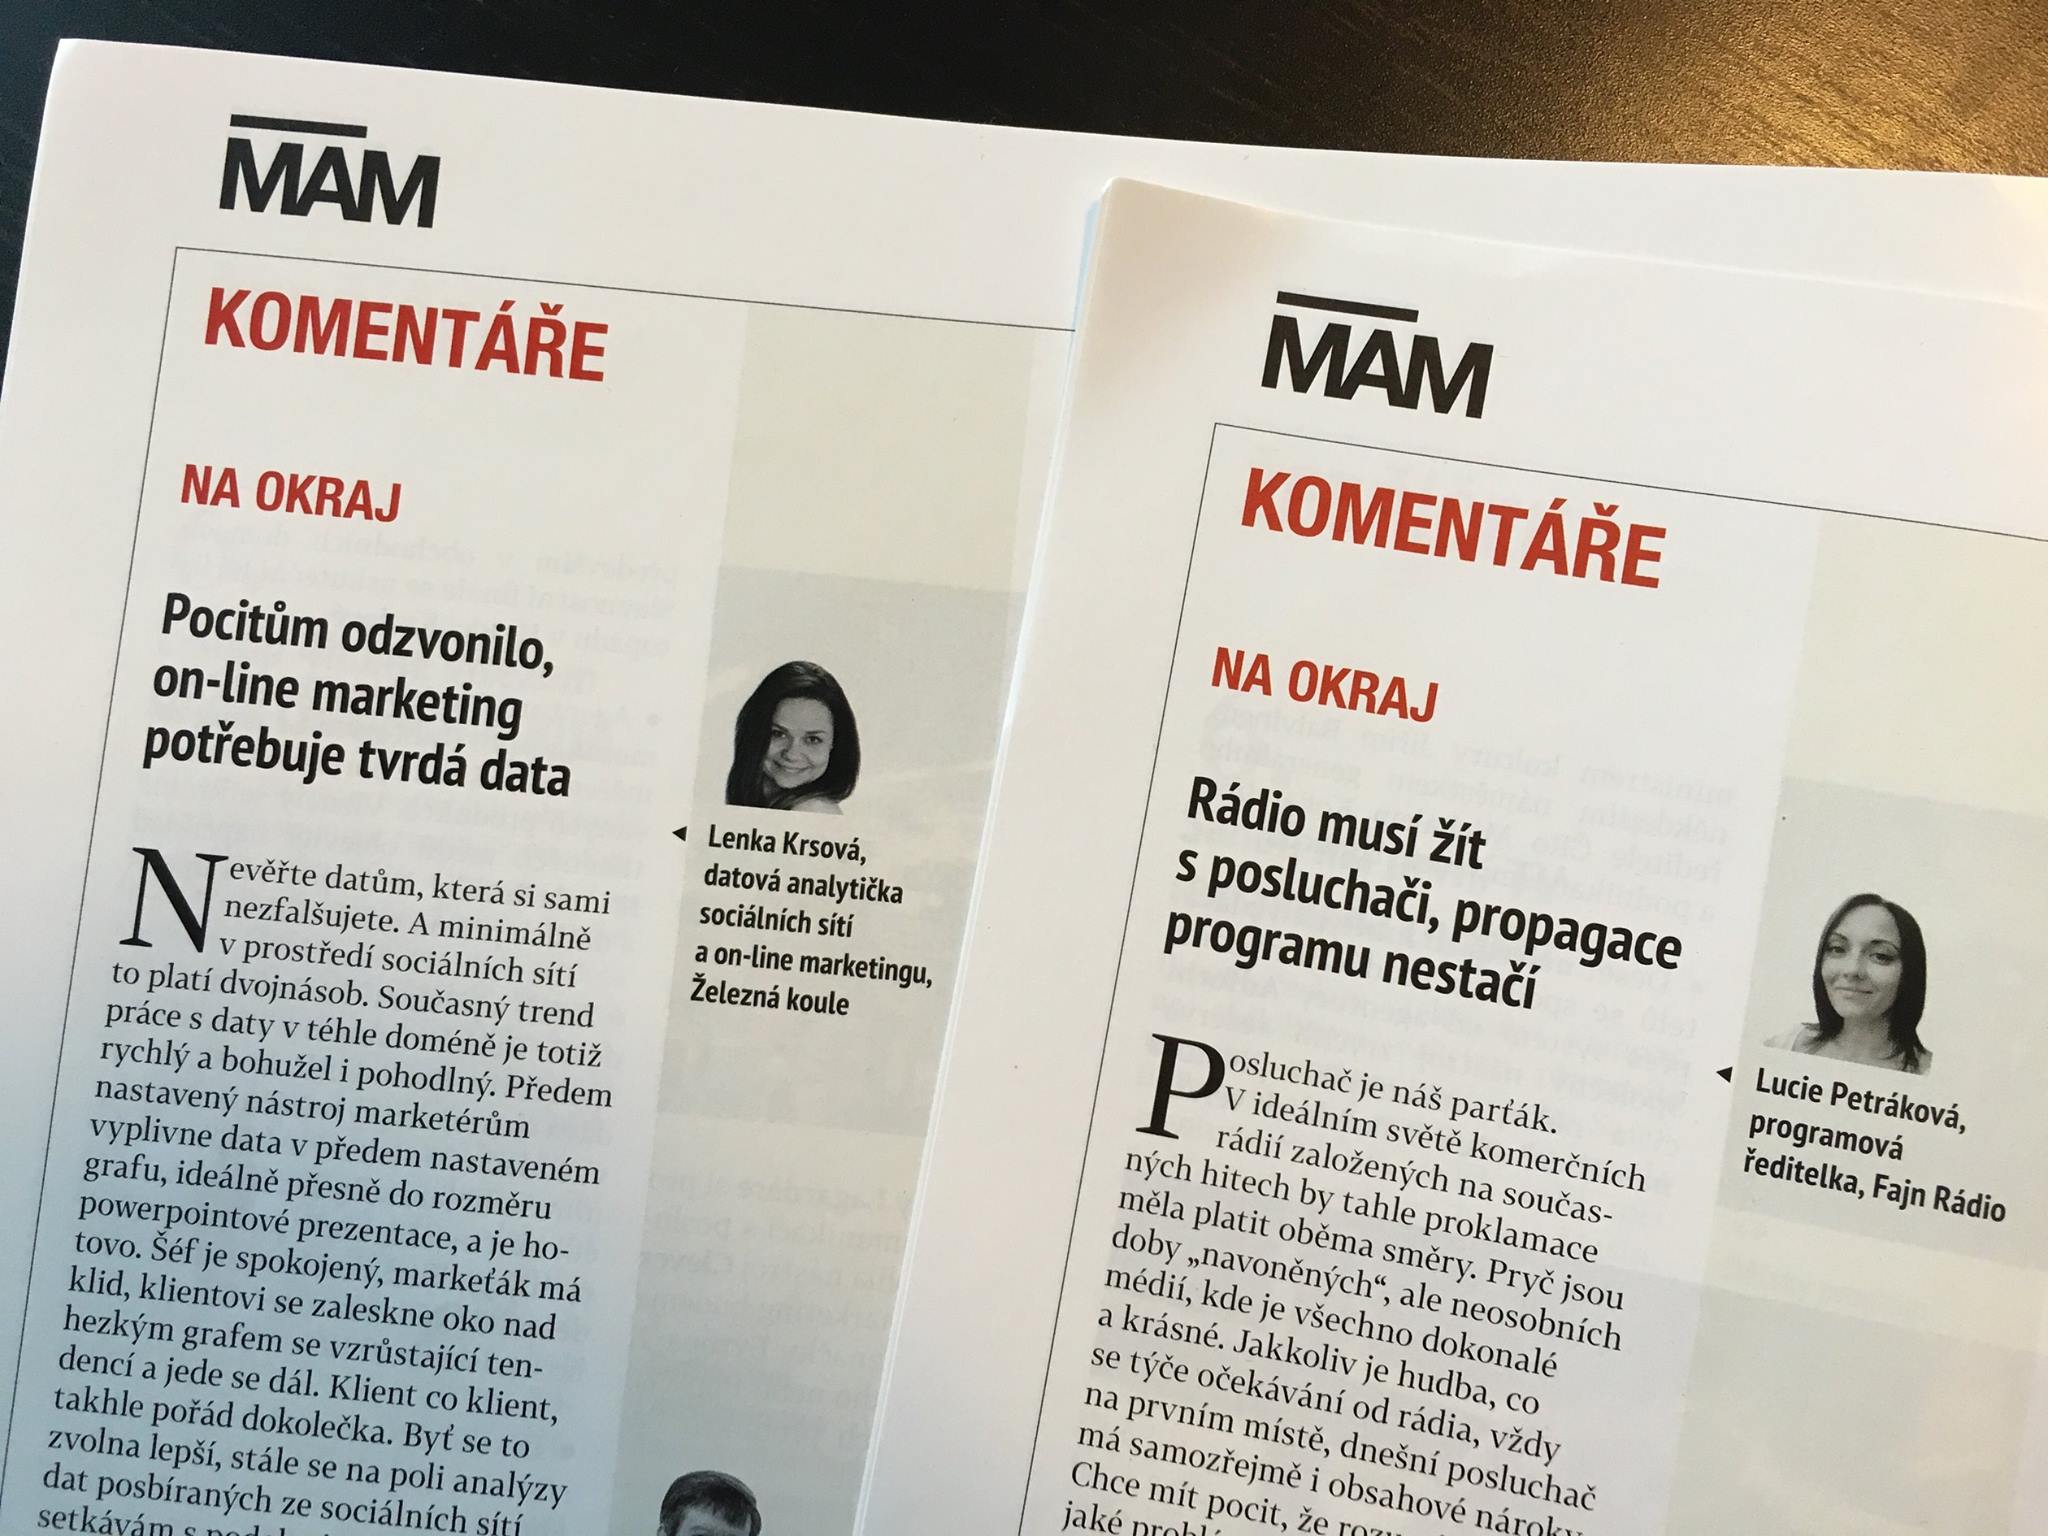 MAM
KOMENTÁŘE
NA OKRAJ
Pocitům odzvonilo,
on-line marketing
potřebuje tvrdá data
Lenka Krsová,
datová analytička
sociálních sítí
a on-line marketingu,
Železná koule
Nevěřte datům, která si sami
nezfalšujete. A minimálně
v prostředí sociálních sítí
to platí dvojnásob. Současný trend
práce s daty v téhle doméně je totiž
rychlý a bohužel i pohodlný. Předem
nastavený nástroj marketérům
vyplivne data v předem nastaveném
grafu, ideálně přesně do rozměru
powerpointové prezentace, a je ho-
tovo. Šéf je spokojený, markeťák má
klid, klientovi se zaleskne oko nad
hezkým grafem se vzrůstající ten-
dencí a jede se dál. Klient co klient,
takhle pořád dokolečka. Byť se to
zvolna lepší, stále se na poli analýzy
dat posbíraných ze sociálních sítí
setkávám s
MAM
KOMENTÁŘE
NA OKRAJ
Rádio musí žít
s posluchači, propagace
programu nestačí
Lucie Petráková,
programová
ředitelka, Fajn Rádio
Posluchač je náš parťák.
V ideálním světě komerčních
rádií založených na součas-
ných hitech by tahle proklamace
měla platit oběma směry. Pryč jsou
doby „navoněných“, ale neosobních
médií, kde je všechno dokonalé
a krásné. Jakkoliv je hudba, co
se týče očekávání od rádia, vždy
na prvním místě, dnešní posluchač
má samozřejmě i obsahové nároky.
Chce mít pocit, že
jaké